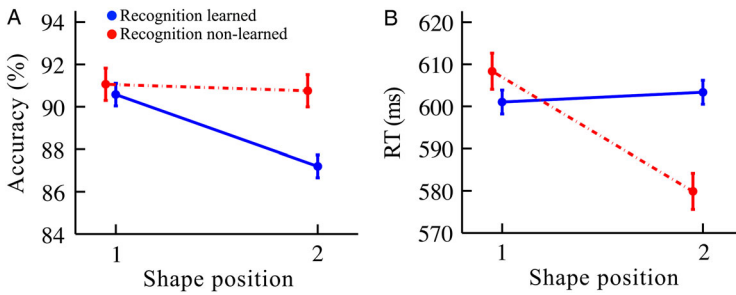 A
Recognition learned
Recognition non-learned
Accuracy (%)
94
92
90
88
86
84
1
2
Shape position
B
RT (ms)
620
610
600
590
580
570
1
2
Shape position